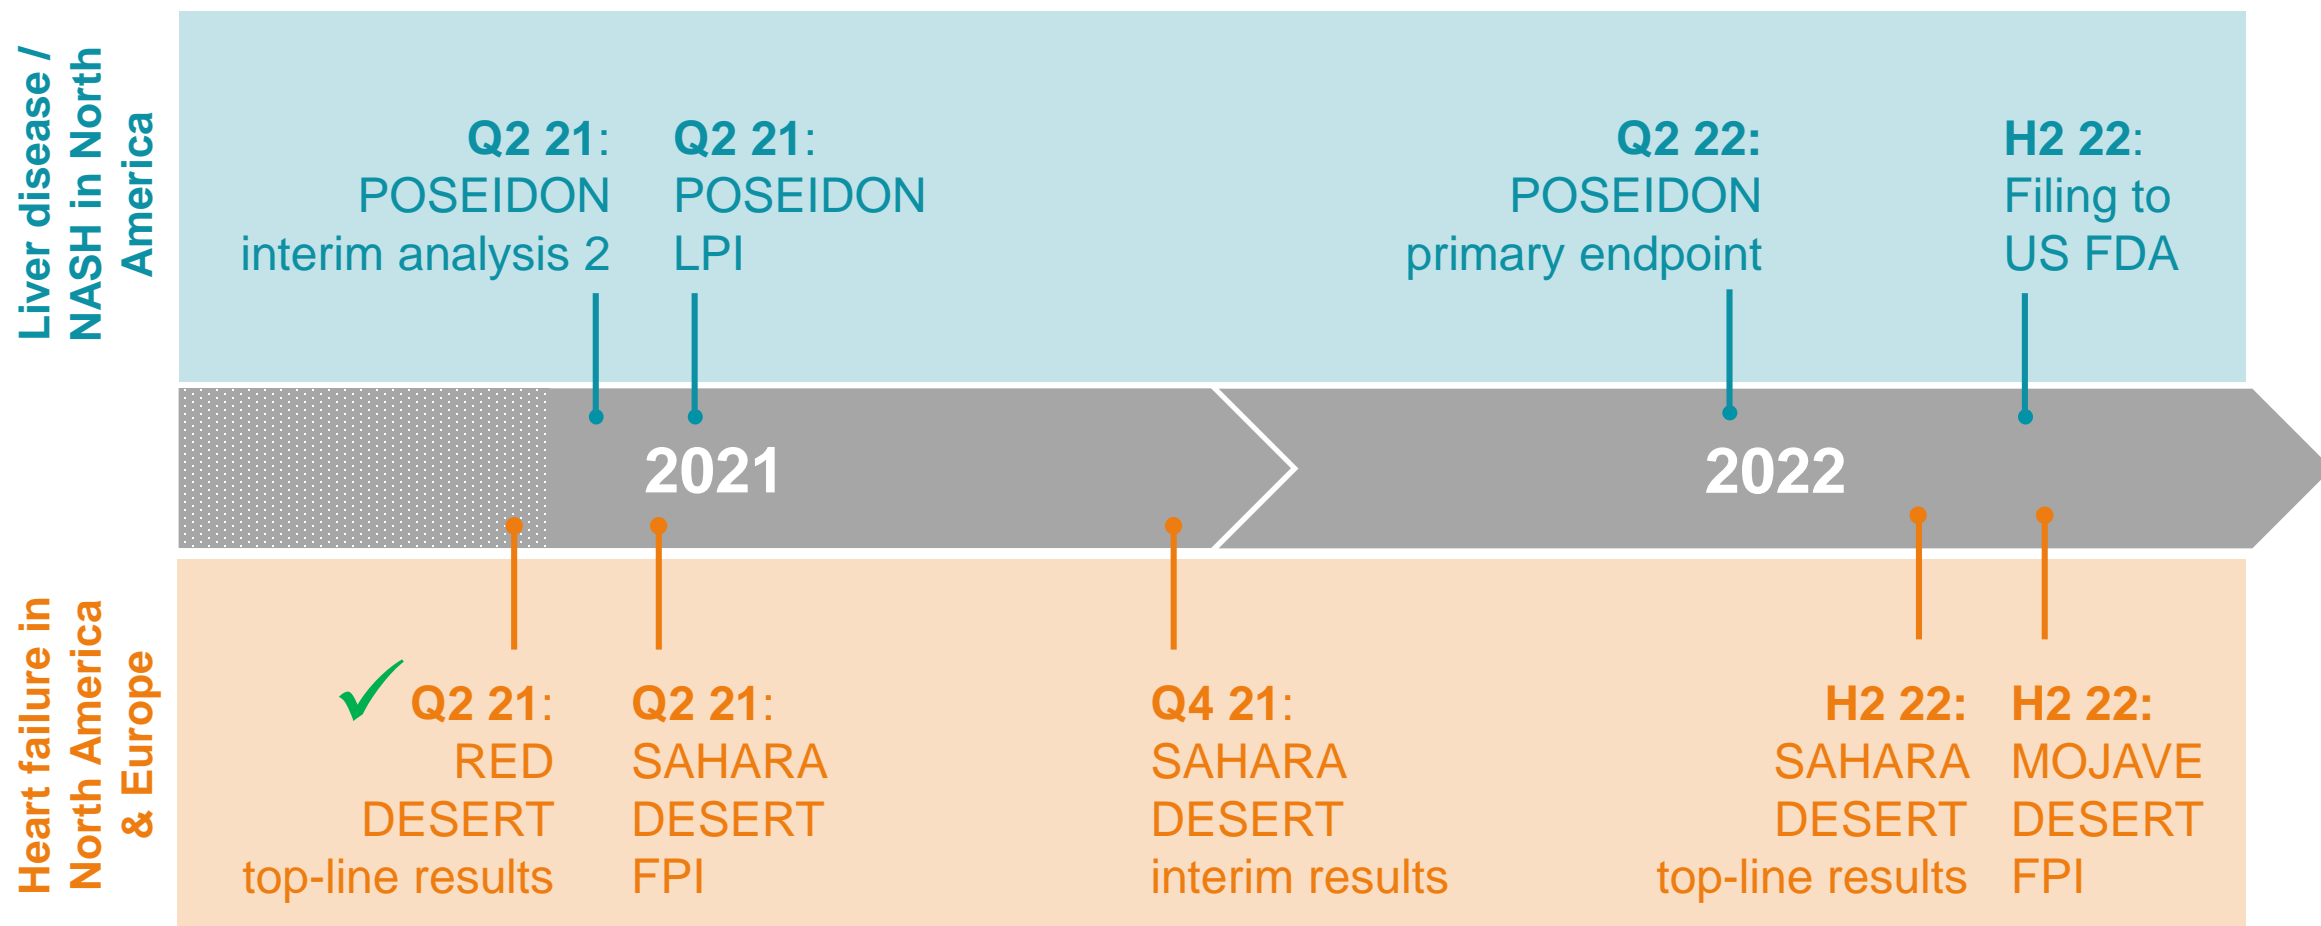 Liver disease /
NASH in North
America
Q2 21:
POSEIDON
interim analysis 2
Q2 21:
POSEIDON
LPI
Q2 22:
POSEIDON
primary endpoint
H2 22:
Filing to
US FDA
2021
2022
Heart failure in
North America
& Europe
Q2 21:
RED
DESERT
top-line results
Q2 21:
SAHARA
DESERT
FPI
Q4 21:
SAHARA
DESERT
interim results
H2 22:
SAHARA
DESERT
top-line results
H2 22:
MOJAVE
DESERT
FPI